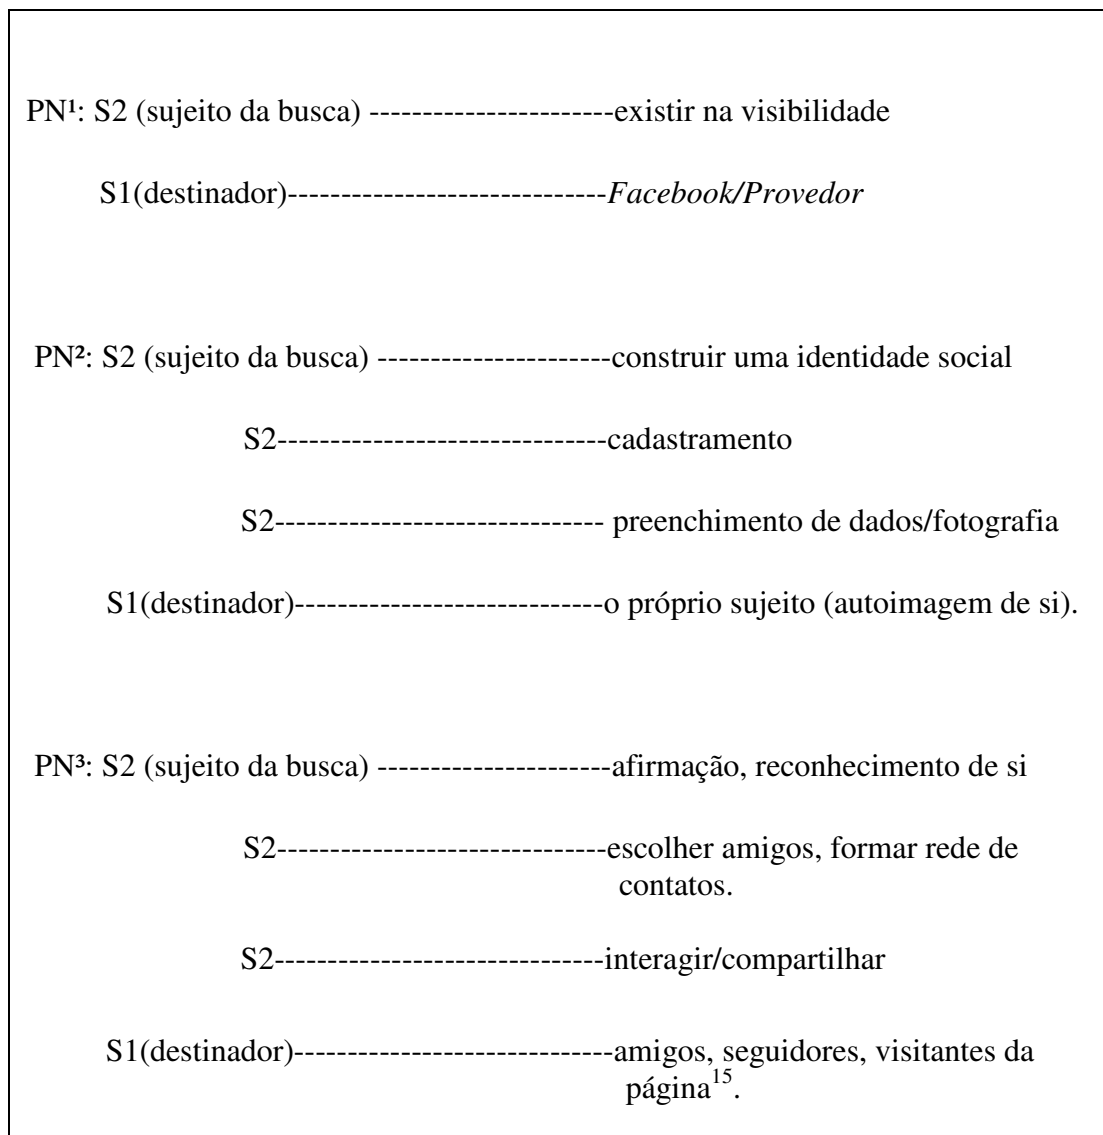 PN¹: S2 (sujeito da busca) -----------------------existir na visibilidade
S1(destinador)------------------------------Facebook/Provedor
PN²: S2 (sujeito da busca) ----------------------construir uma identidade social
S2-------------------------------cadastramento
S2------------------------------- preenchimento de dados/fotografia
S1(destinador)-----------------------------o próprio sujeito (autoimagem de si).
PN³: S2 (sujeito da busca) ----------------------afirmação, reconhecimento de si
S2-------------------------------escolher amigos, formar rede de
contatos.
S2-------------------------------interagir/compartilhar
S1(destinador)------------------------------amigos, seguidores, visitantes da
página¹⁵.